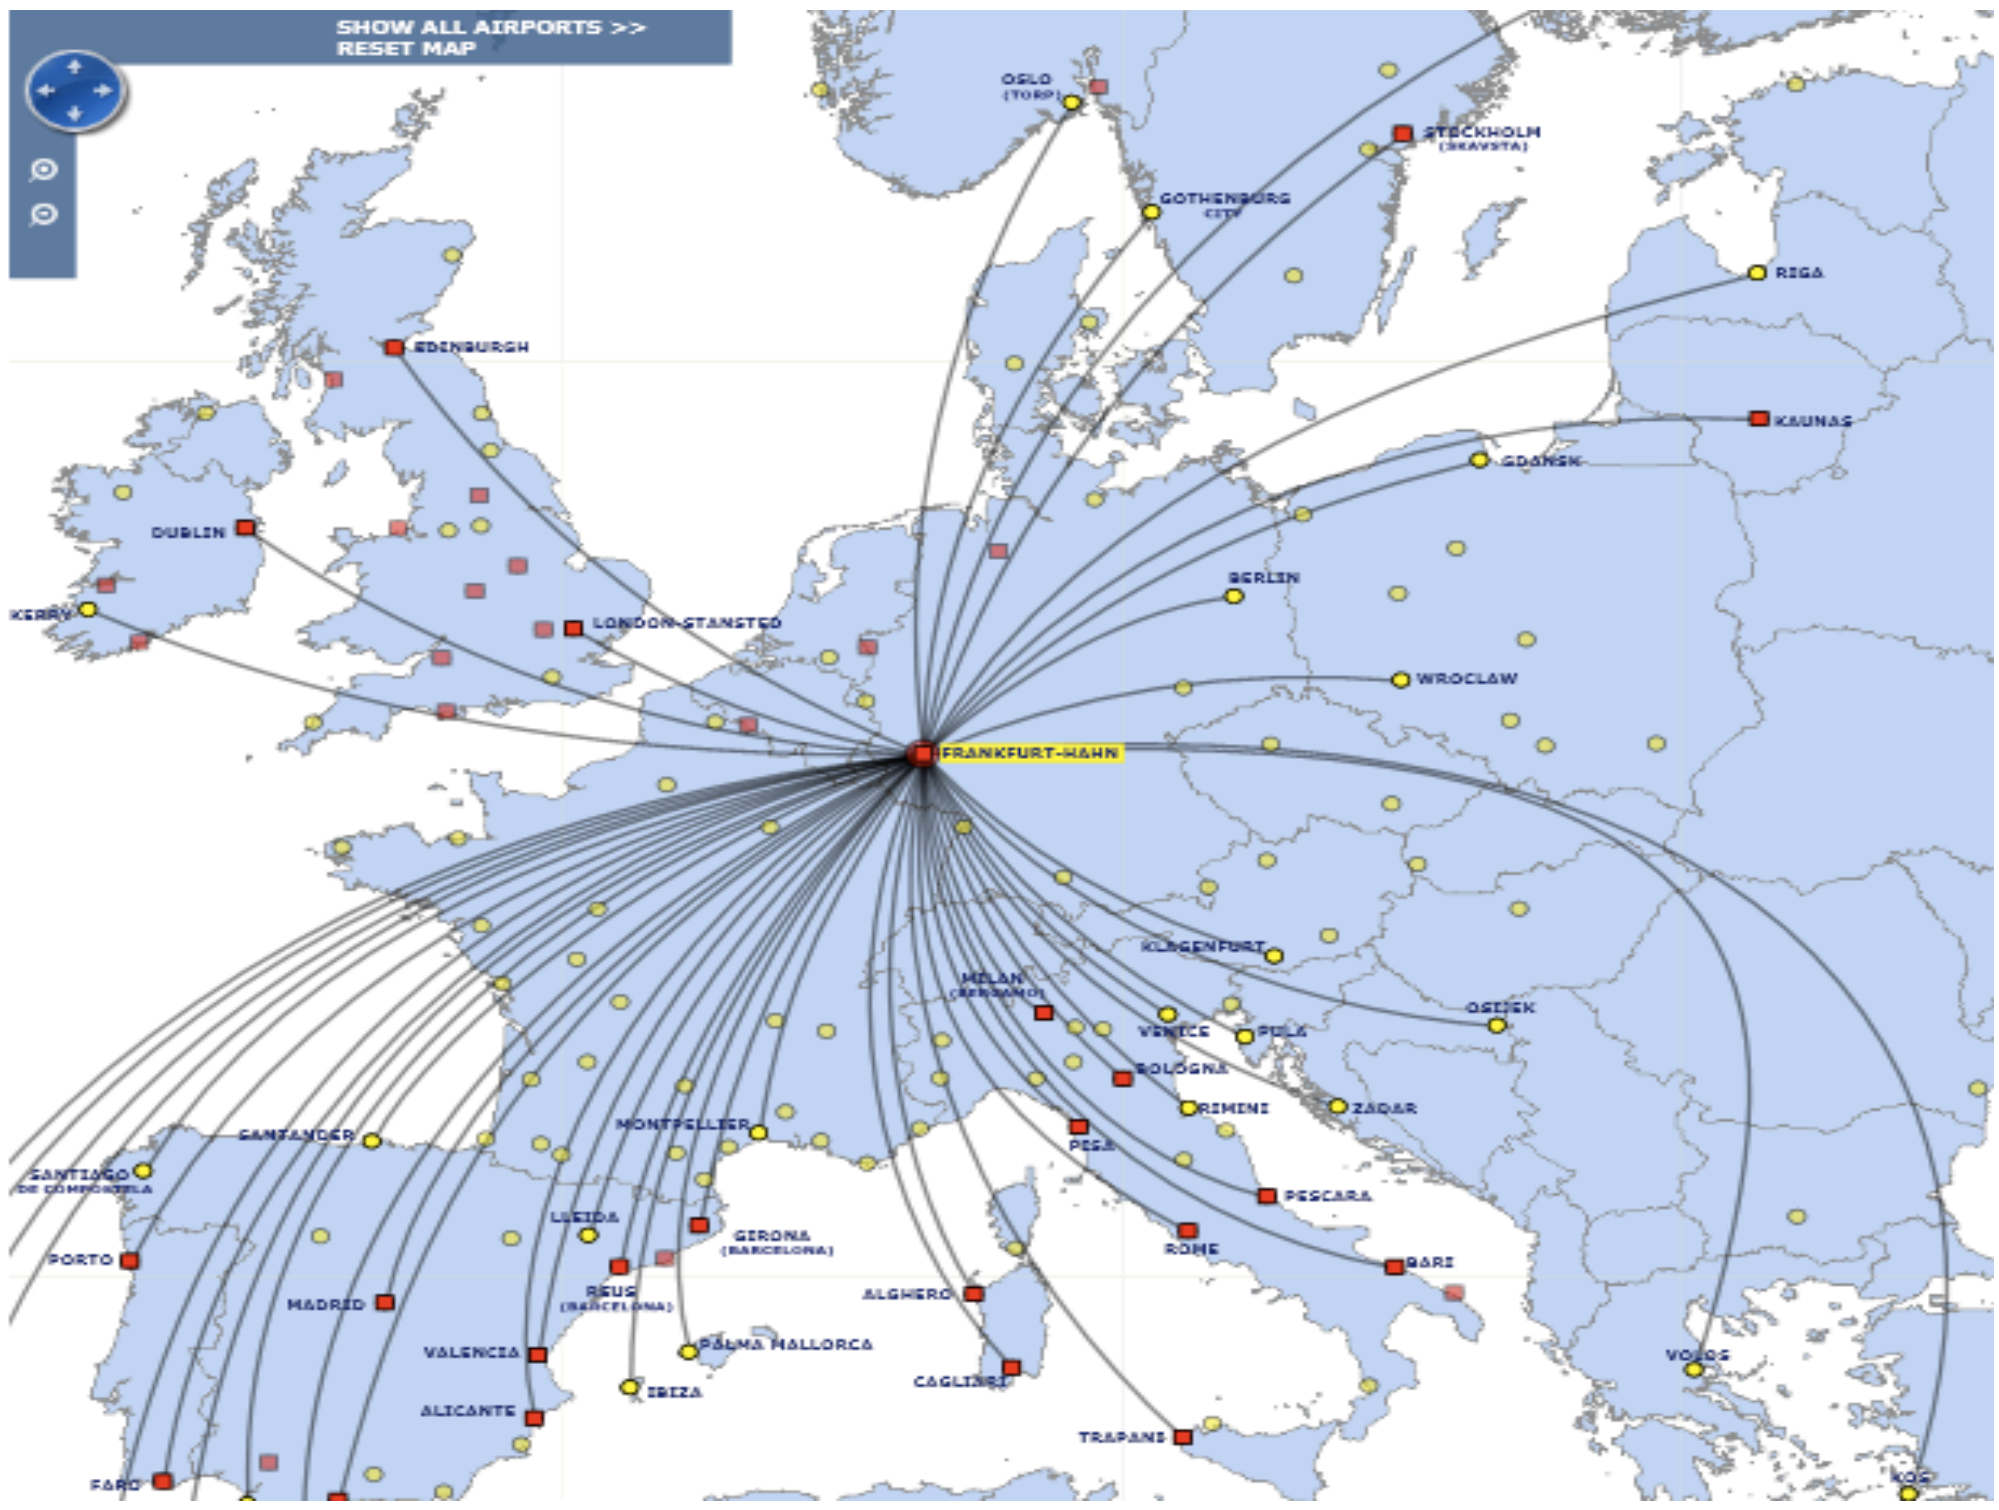 SHOW ALL AIRPORTS >>
RESET MAP
OSLO
(TORP)
STOCKHOLM
(SKAVSTA)
GOTHENBURG
CITY
RIGA
EDINBURGH
KAUNAS
GDANSK
DUBLIN
BERLIN
KERRY
LONDON-STANSTED
WROCLAW
FRANKFURT-HAHN
KLAGENFURT
MILAN
(BERGAMO)
OSIJEK
VENICE
PULA
BOLOGNA
RIMINI
ZADAR
MONTPELLIER
SANTANDER
PISA
SANTIAGO
DE COMPOSTELA
PESCARA
LLEIDA
GIRONA
(BARCELONA)
ROME
PORTO
BARI
REUS
(BARCELONA)
ALGHERO
MADRID
VALENCIA
PALMA MALLORCA
VOLOS
CAGLIARI
IBIZA
ALICANTE
TRAPANI
FARO
KOS